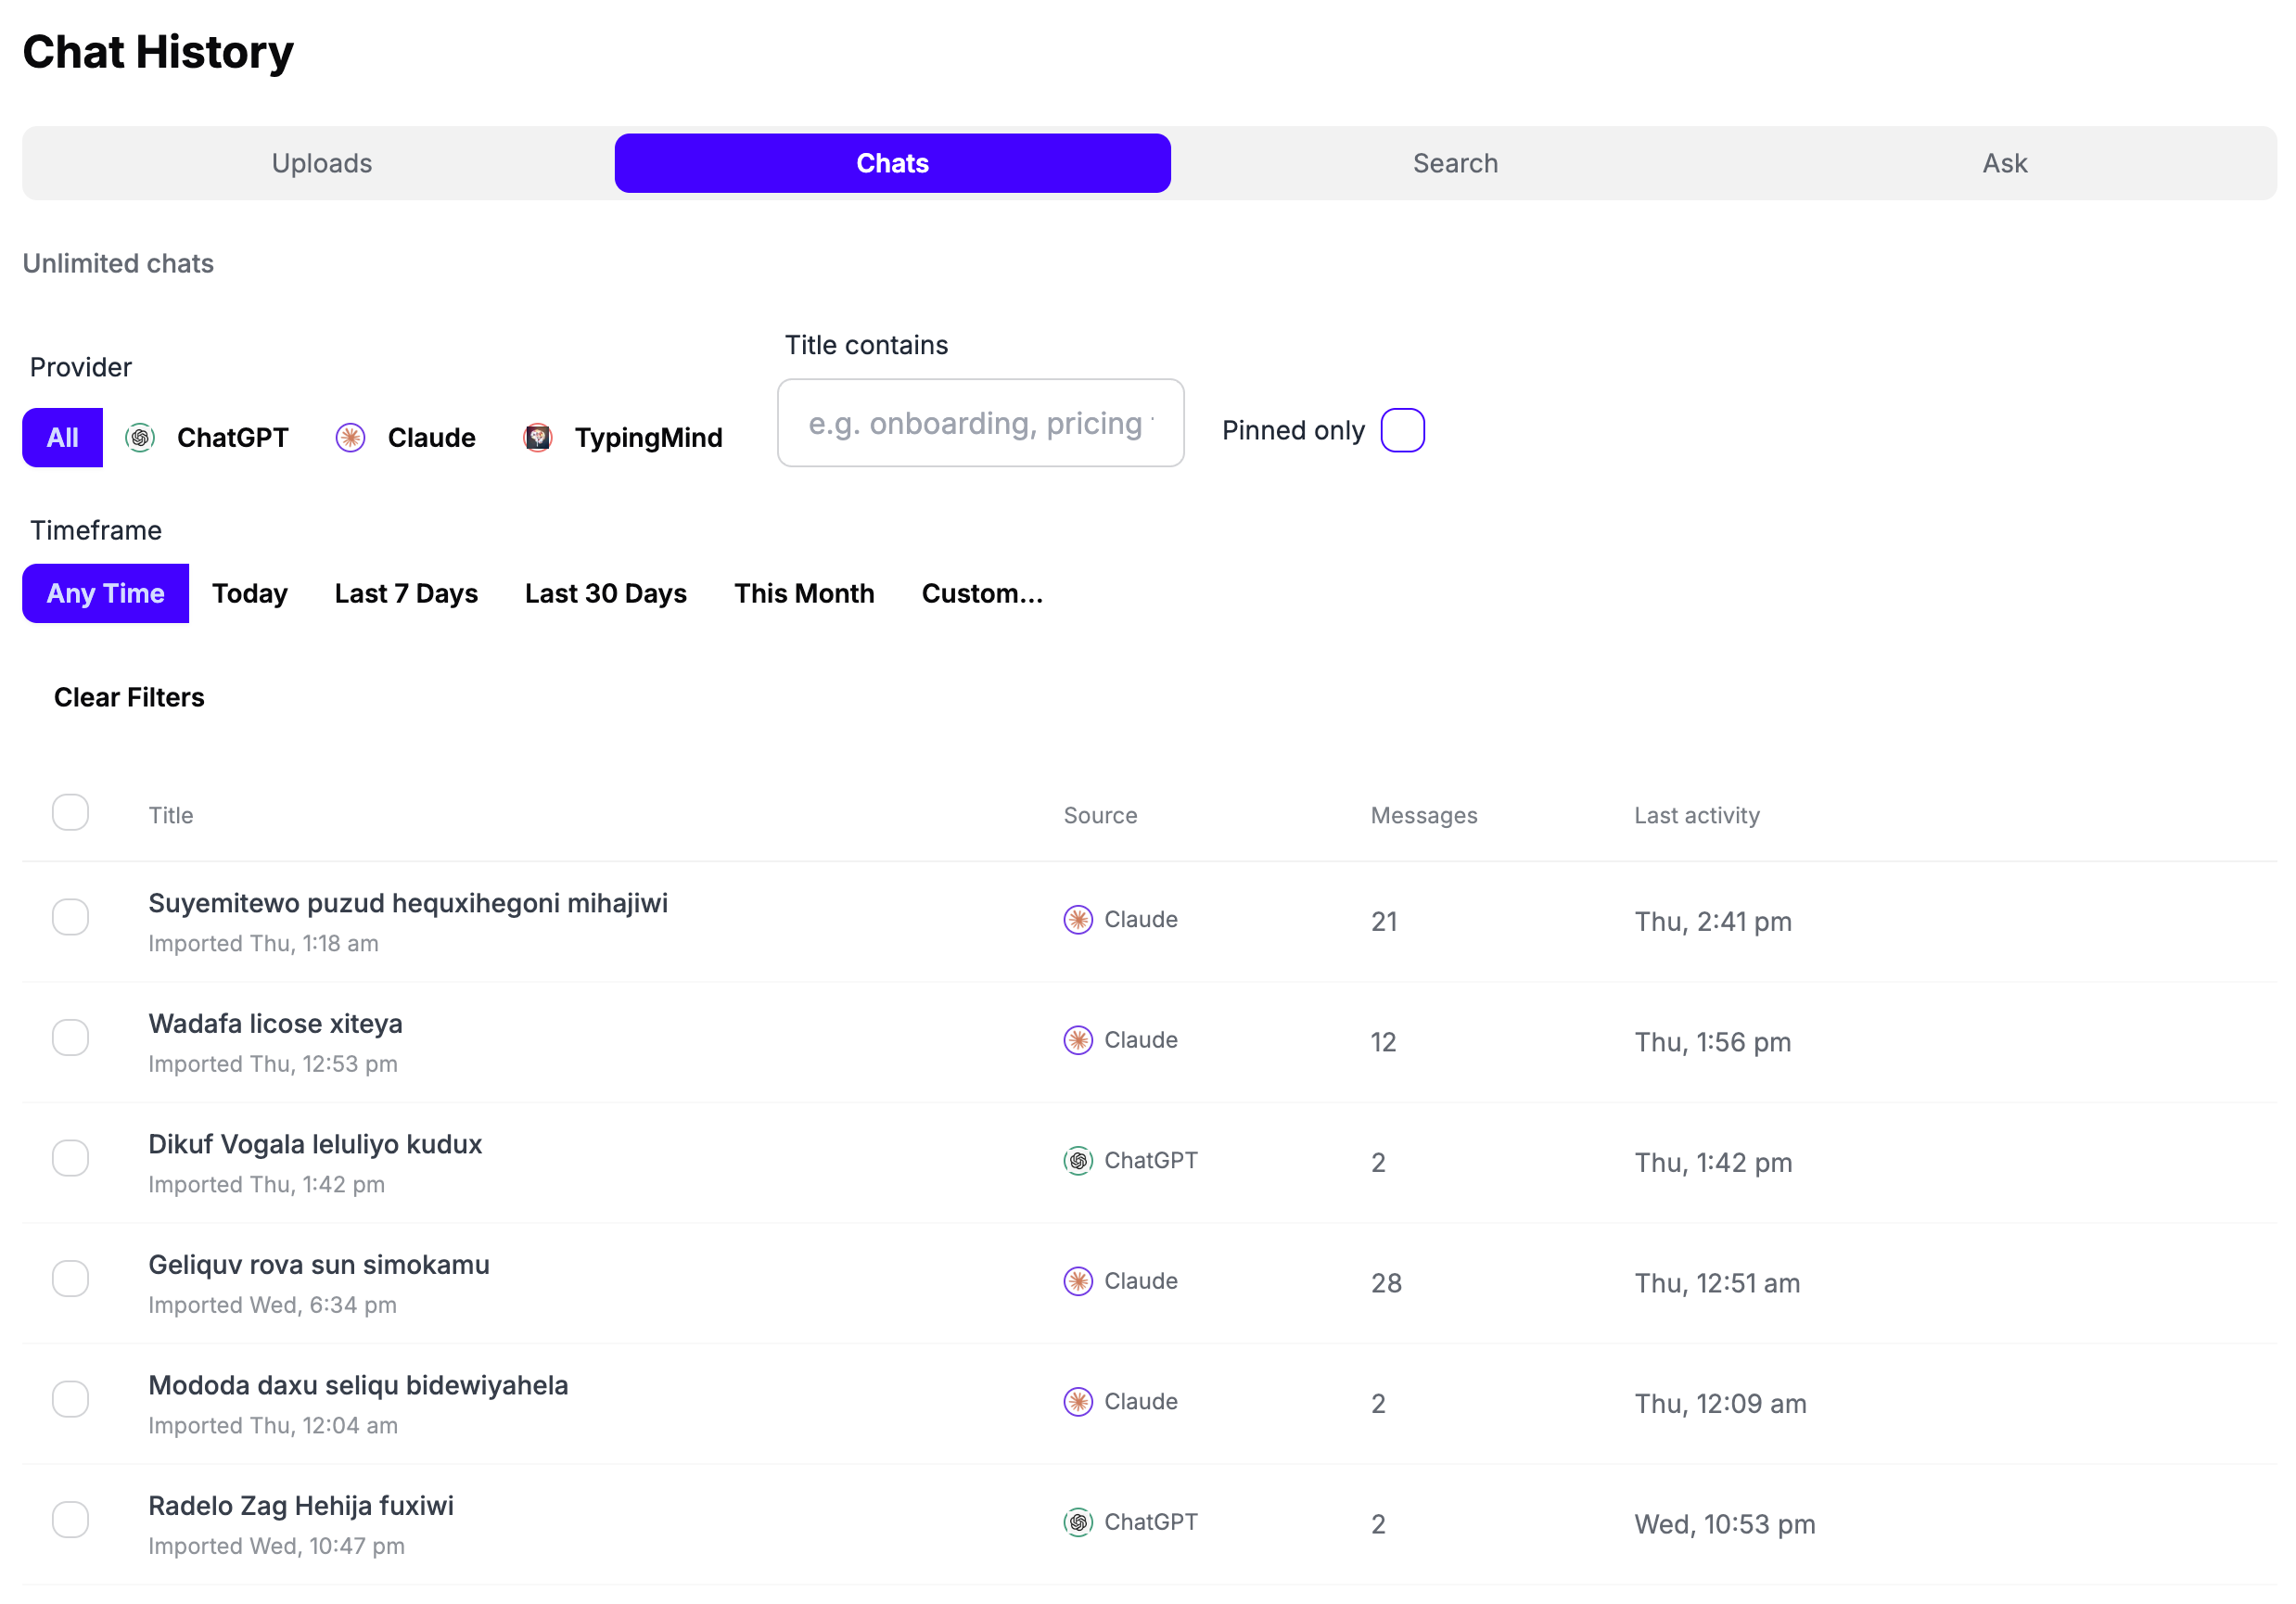 Chat History
Uploads Chats Search Ask
Unlimited chats
Provider
All ChatGPT Claude TypingMind
Title contains
e.g. onboarding, pricing
Pinned only
Timeframe
Any Time Today Last 7 Days Last 30 Days This Month Custom...
Clear Filters
Title Source Messages Last activity
Suyemitewo puzud hequxihegoni mihajiwi
Imported Thu, 1:18 am
Claude 21 Thu, 2:41 pm
Wadafa licose xiteya
Imported Thu, 12:53 pm
Claude 12 Thu, 1:56 pm
Dikuf Vogala leluliyo kudux
Imported Thu, 1:42 pm
ChatGPT 2 Thu, 1:42 pm
Geliquv rova sun simokamu
Imported Wed, 6:34 pm
Claude 28 Thu, 12:51 am
Mododa daxu seliqu bidewiyahela
Imported Thu, 12:04 am
Claude 2 Thu, 12:09 am
Radelo Zag Hehija fuxiwi
Imported Wed, 10:47 pm
ChatGPT 2 Wed, 10:53 pm